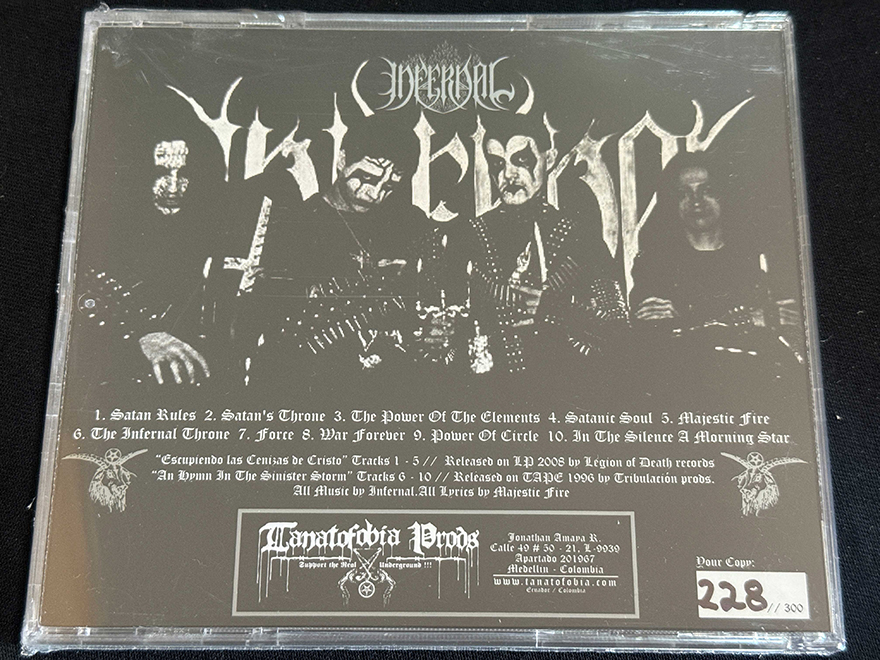 INFERNAL
1. Satan Rules 2. Satan's Throne 3. The Power Of The Elements 4. Satanic Soul 5. Majestic Fire
6. The Infernal Throne 7. Force 8. War Forever 9. Power Of Circle 10. In The Silence A Morning Star
"Escupiendo las Cenizas de Cristo" Tracks 1 - 5 // Released on LP 2008 by Legion of Death records
"An Hymn In The Sinister Storm" Tracks 6 - 10 // Released on TAPE 1996 by Tribulación prods.
All Music by Infernal.All Lyrics by Majestic Fire
Tanatofobia Prods
Support the Real Underground !!!
Jonathan Amaya R.
Calle 49 # 50 - 21, L-9939
Apartado 201967
Medellin - Colombia
www.tanatofobia.com
Ecuador / Colombia
Your Copy:
228 // 300